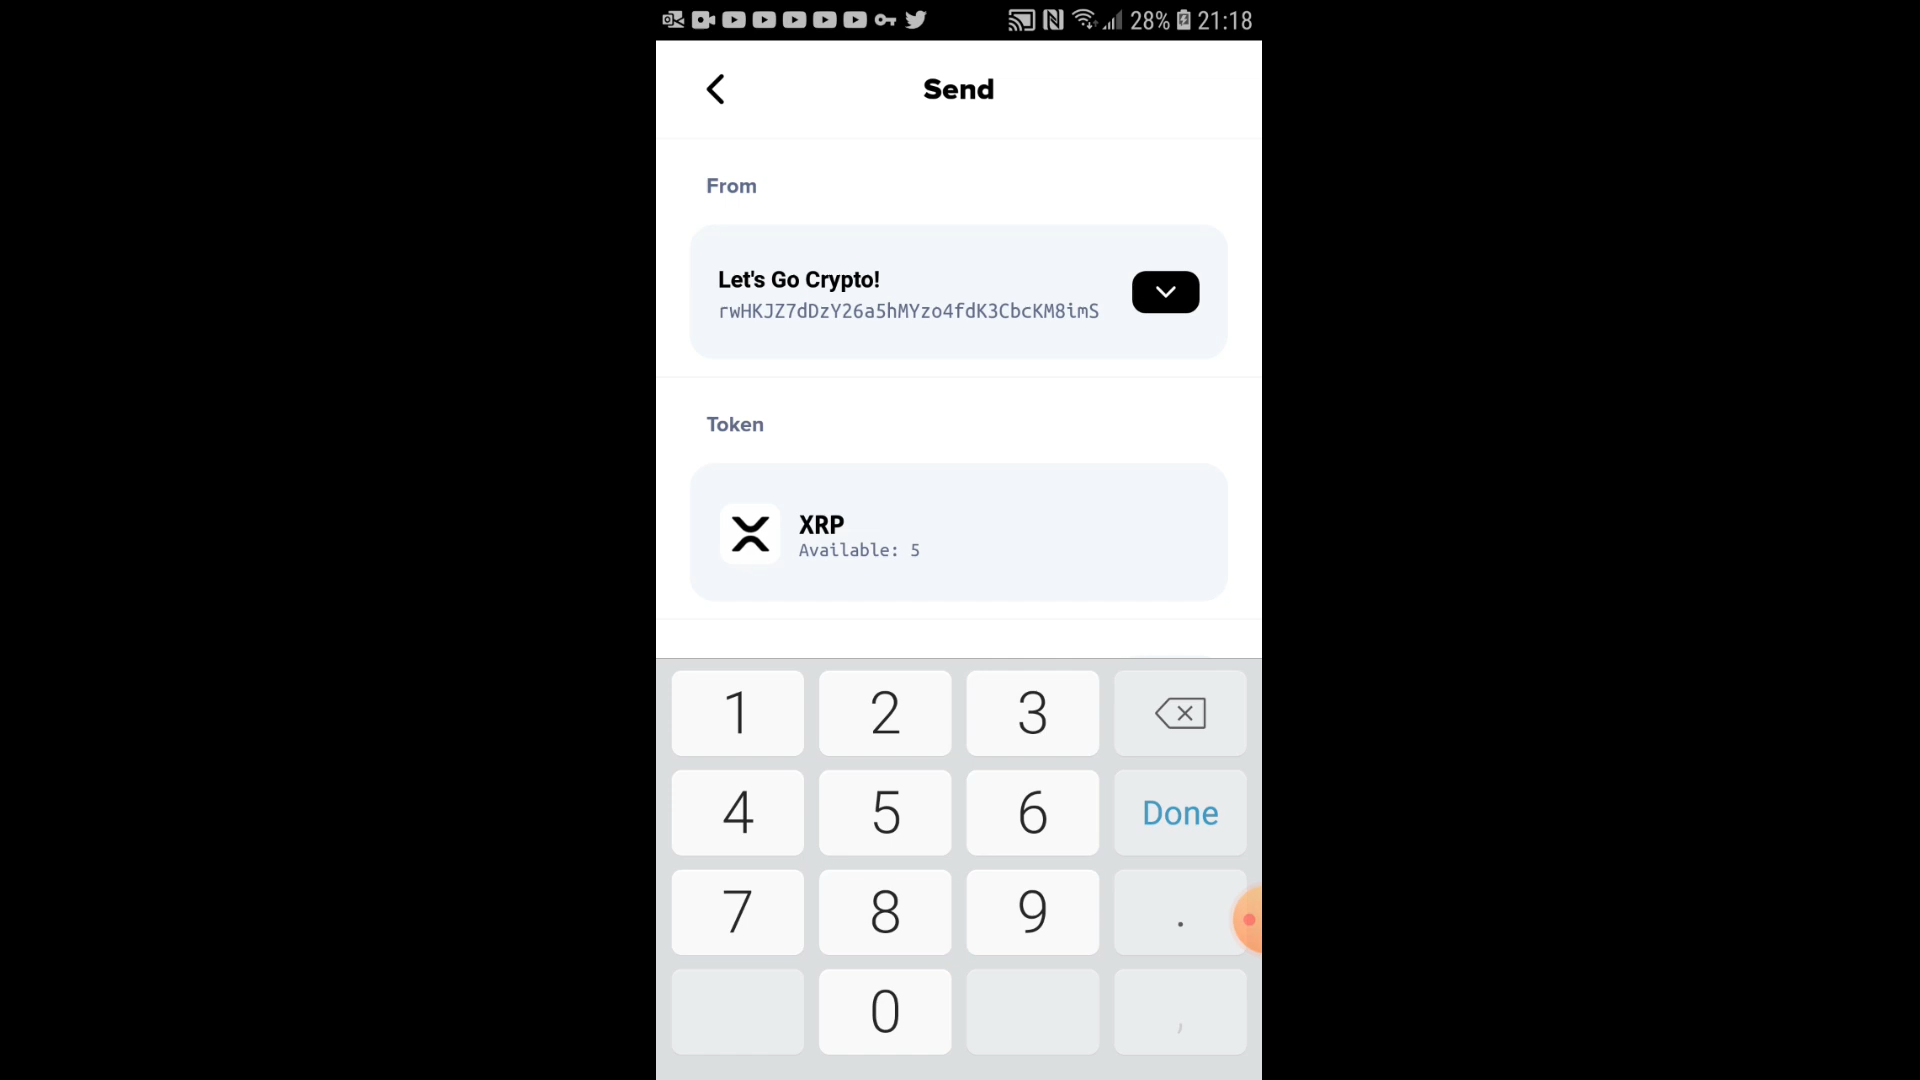 28% 21:18
Send
From
Let's Go Crypto!
rwHKJZ7dDzY26a5hMYzo4fdK3CbcKM8imS
Token
XRP
Available: 5
1 2 3
4 5 6 Done
7 8 9 .
0 ,